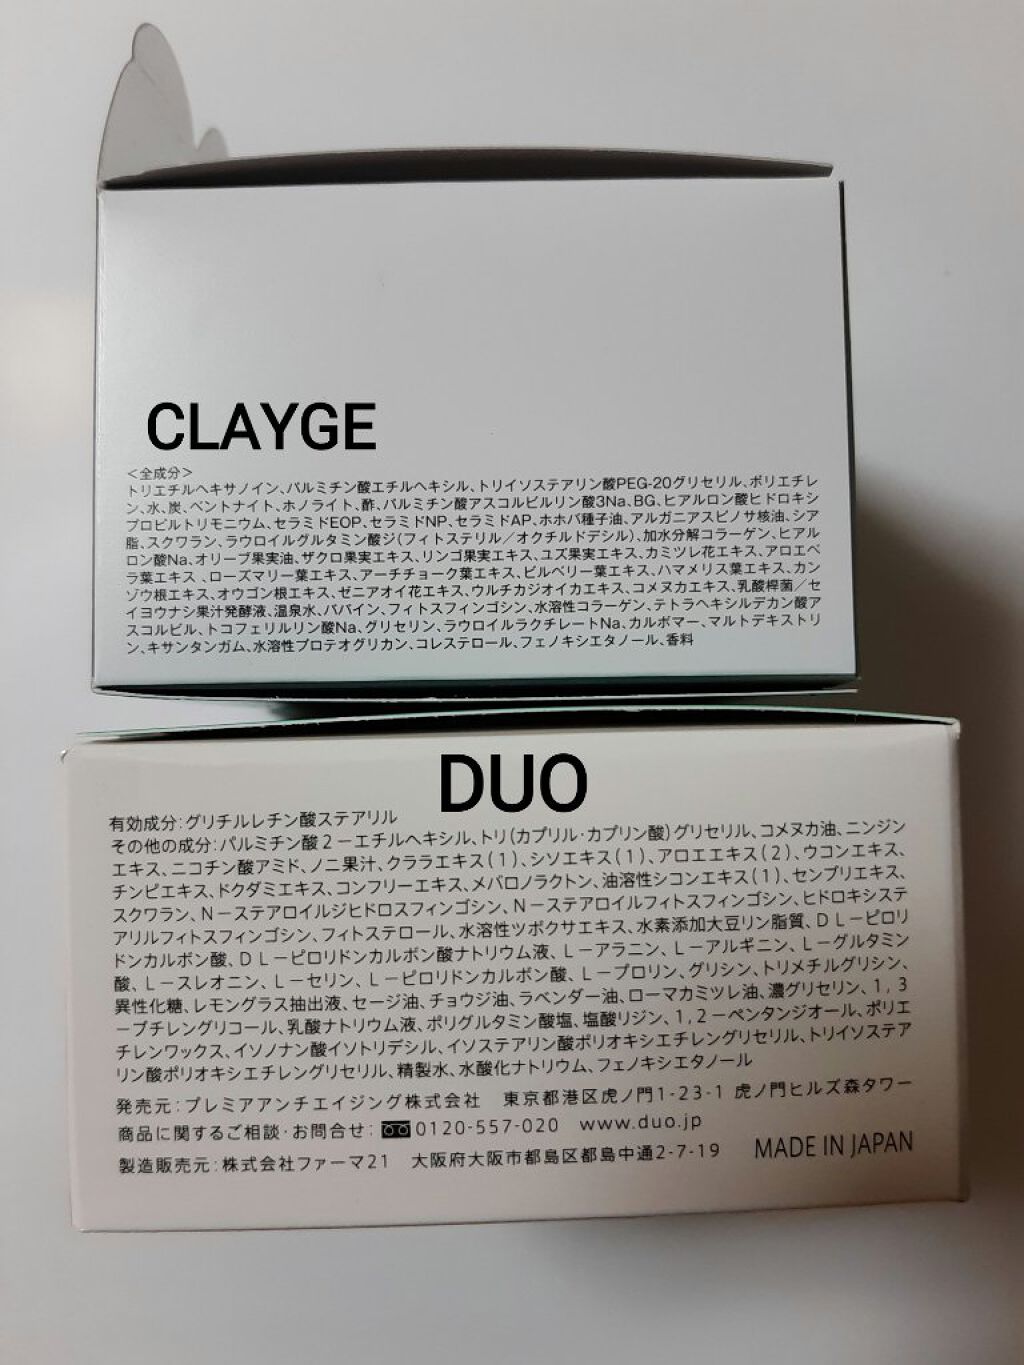 CLAYGE
<全成分>
トリエチルヘキサノイン、パルミチン酸エチルヘキシル、トリイソステアリン酸PEG-20グリセリル、ポリエチレ
ン、水、炭、ベントナイト、ホノライト、酢、パルミチン酸アスコルビルリン酸3Na、BG、ヒアルロン酸ヒドロキシ
プロピルトリモニウム、セラミドEOP、セラミドNP、セラミドAP、ホホバ種子油、アルガニアスピノサ核油、シア
脂、スクワラン、ラウロイルグルタミン酸ジ(フィトステリル/オクチルドデシル)、加水分解コラーゲン、ヒアル
ロン酸Na、オリーブ果実油、ザクロ果実エキス、リンゴ果実エキス、ユズ果実エキス、カミツレ花エキス、アロエベ
ラ葉エキス、ローズマリー葉エキス、アーチチョーク葉エキス、ビルベリー葉エキス、ハマメリス葉エキス、カン
ゾウ根エキス、オウゴン根エキス、ゼニアオイ花エキス、ウルチカジオイカエキス、コメヌカエキス、乳酸桿菌/セ
イヨウナシ果汁発酵液、温泉水、パパイン、フィトスフィンゴシン、水溶性コラーゲン、テトラヘキシルデカン酸ア
スコルビル、トコフェリルリン酸Na、グリセリン、ラウロイルラクチレートNa、カルボマー、マルトデキストリ
ン、キサンタンガム、水溶性プロテオグリカン、コレステロール、フェノキシエタノール、香料
DUO
有効成分:グリチルレチン酸ステアリル
その他の成分:パルミチン酸2－エチルヘキシル、トリ(カプリル・カプリン酸)グリセリル、コメヌカ油、ニンジン
エキス、ニコチン酸アミド、ノニ果汁、クララエキス(1)、シソエキス(1)、アロエエキス(2)、ウコンエキス、
チンピエキス、ドクダミエキス、コンフリーエキス、メバロノラクトン、油溶性シコンエキス(1)、センブリエキス、
スクワラン、N－ステアロイルジヒドロスフィンゴシン、N－ステアロイルフィトスフィンゴシン、ヒドロキシステ
アリルフィトスフィンゴシン、フィトステロール、水溶性ツボクサエキス、水素添加大豆リン脂質、DL－ピロリ
ドンカルボン酸、DL－ピロリドンカルボン酸ナトリウム液、L－アラニン、L－アルギニン、L－グルタミン
酸、L－スレオニン、L－セリン、L－ピロリドンカルボン酸、L－プロリン、グリシン、トリメチルグリシン、
異性化糖、レモングラス抽出液、セージ油、チョウジ油、ラベンダー油、ローマカミツレ油、濃グリセリン、1,3
－ブチレングリコール、乳酸ナトリウム液、ポリグルタミン酸塩、塩酸リジン、1,2－ペンタンジオール、ポリエ
チレンワックス、イソノナン酸イソトリデシル、イソステアリン酸ポリオキシエチレングリセリル、トリイソステア
リン酸ポリオキシエチレングリセリル、精製水、水酸化ナトリウム、フェノキシエタノール
発売元:プレミアアンチエイジング株式会社 東京都港区虎ノ門1-23-1 虎ノ門ヒルズ森タワー
商品に関するご相談・お問合せ:0120-557-020 www.duo.jp
製造販売元:株式会社ファーマ21 大阪府大阪市都島区都島中通2-7-19 MADE IN JAPAN